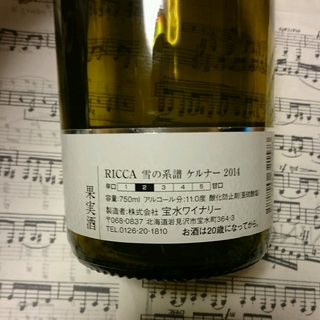 RICCA 雪の系譜 ケルナー 2014
辛口 1 2 3 4 5 甘口
果実酒
容量:750ml アルコール分:11.0度 酸化防止剤(亜硫酸塩)
製造者:株式会社 宝水ワイナリー
〒068-0837 北海道岩見沢市宝水町364-3
TEL.0126-20-1810 お酒は20歳になってから。